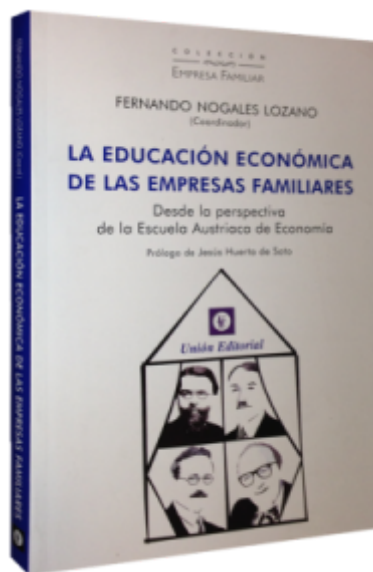 COLECCIÓN
EMPRESA FAMILIAR
FERNANDO NOGALES LOZANO
(Coordinador)
LA EDUCACIÓN ECONÓMICA
DE LAS EMPRESAS FAMILIARES
Desde la perspectiva
de la Escuela Austriaca de Economía
Prólogo de Jesús Huerta de Soto
Unión Editorial
FERNANDO NOGALES LOZANO (Coord.)
LA EDUCACIÓN ECONÓMICA DE LAS EMPRESAS FAMILIARES